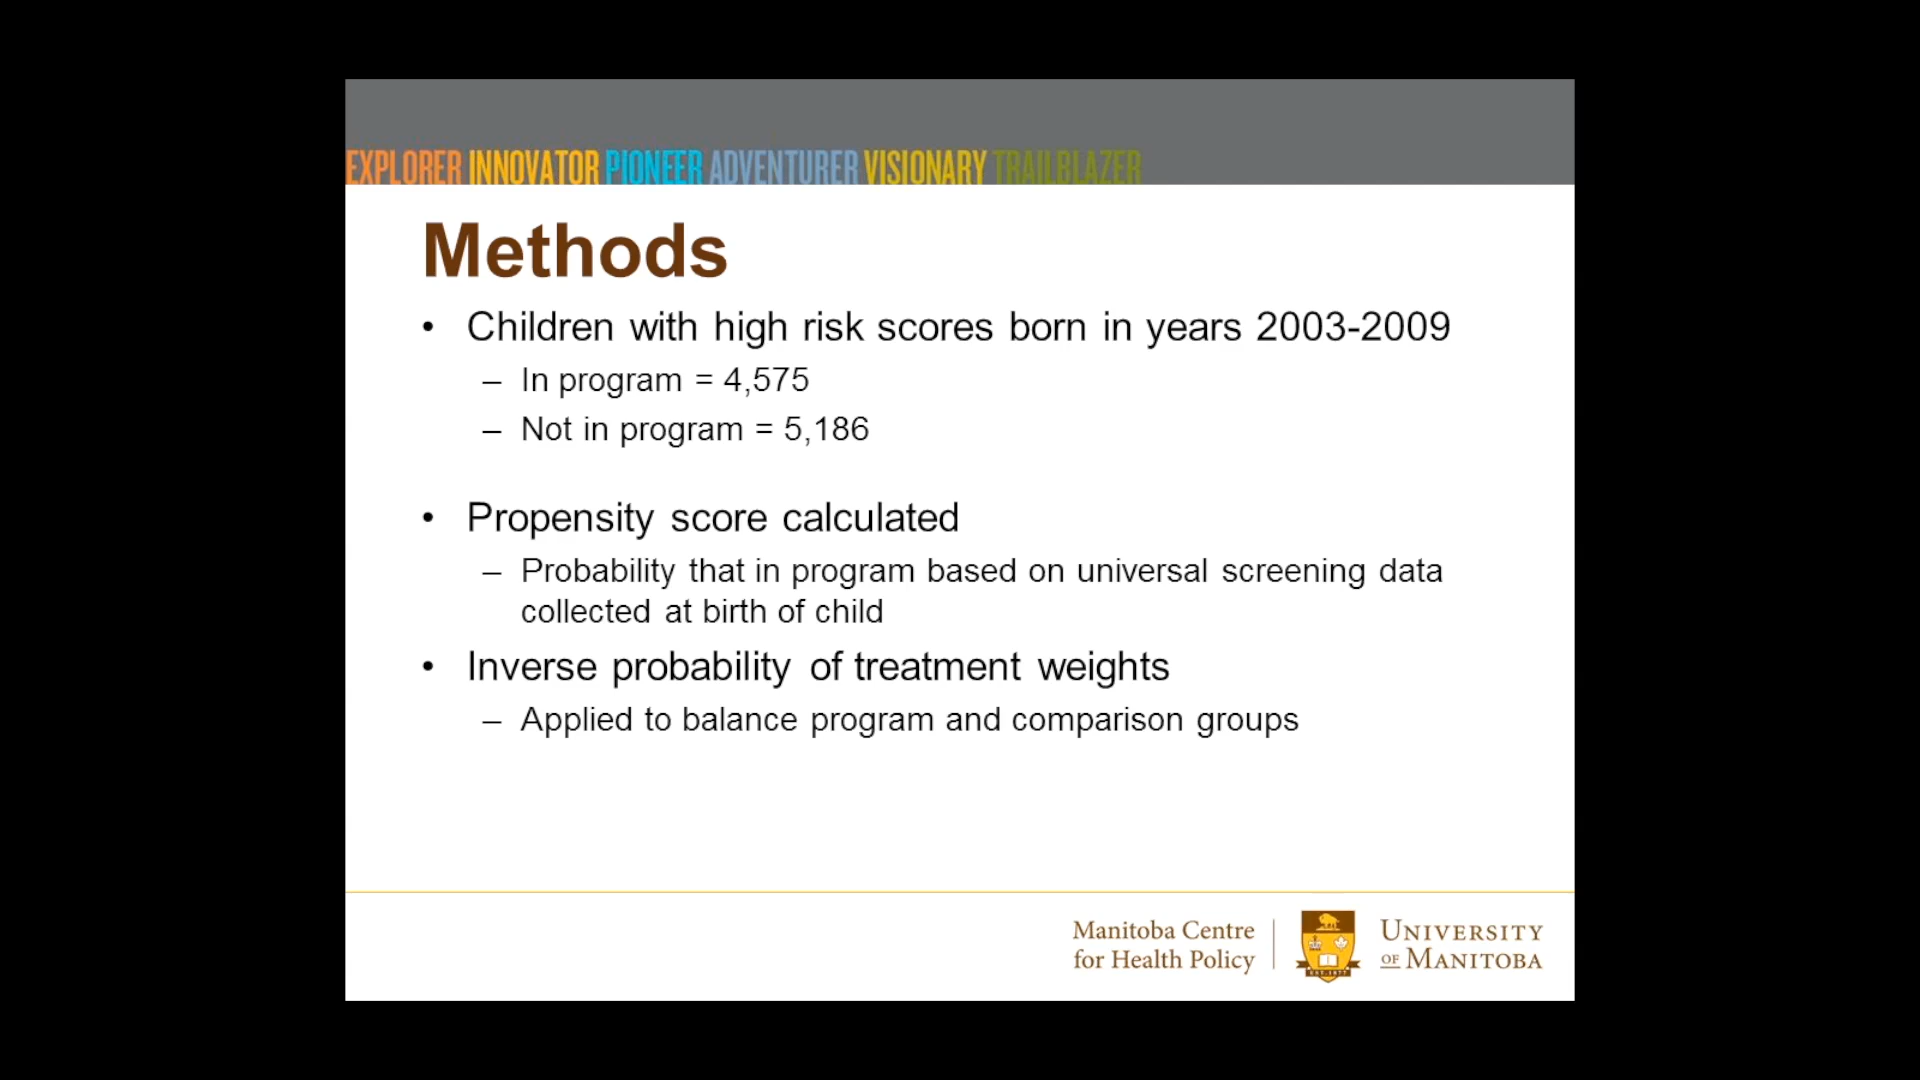 EXPLORER INNOVATOR PIONEER ADVENTURER VISIONARY TRAILBLAZER
Methods
• Children with high risk scores born in years 2003-2009
– In program = 4,575
– Not in program = 5,186
• Propensity score calculated
– Probability that in program based on universal screening data
collected at birth of child
• Inverse probability of treatment weights
– Applied to balance program and comparison groups
Manitoba Centre
for Health Policy
UNIVERSITY
OF MANITOBA
EST. 1877